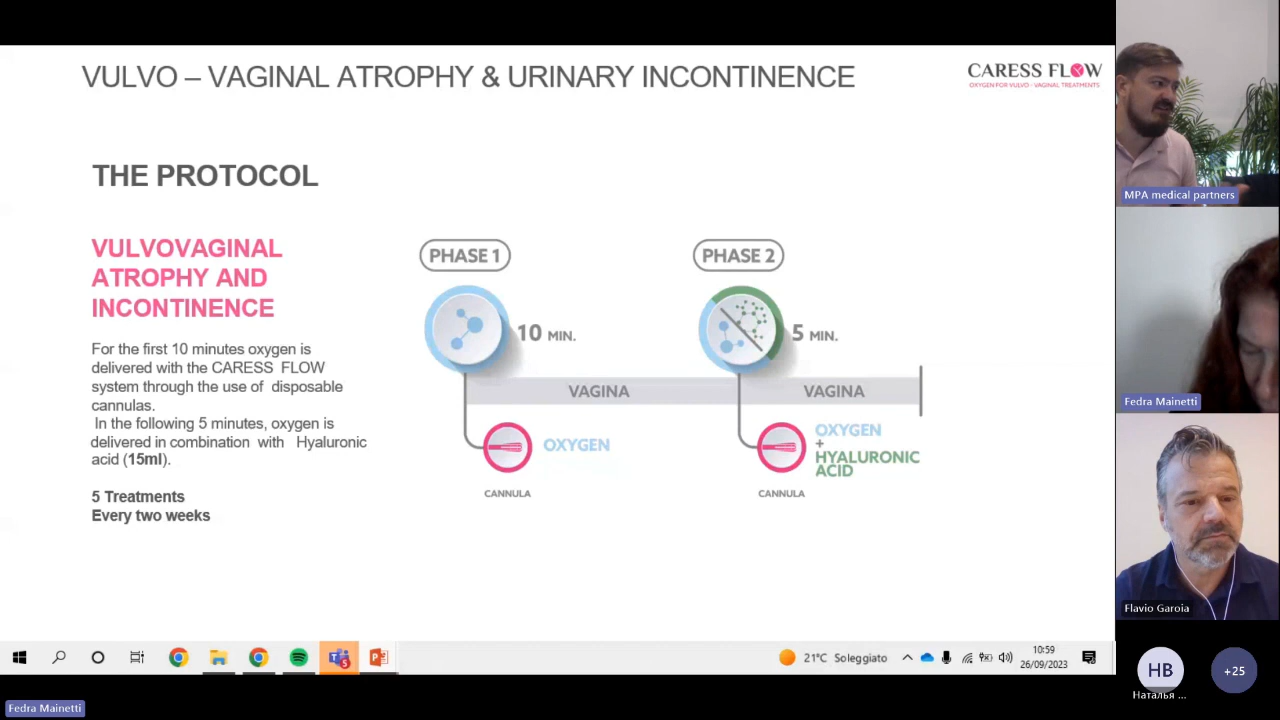 VULVO – VAGINAL ATROPHY & URINARY INCONTINENCE
CARESS FLOW
OXYGEN FOR VULVO - VAGINAL TREATMENTS
THE PROTOCOL
VULVOVAGINAL
ATROPHY AND
INCONTINENCE
For the first 10 minutes oxygen is
delivered with the CARESS FLOW
system through the use of disposable
cannulas.
In the following 5 minutes, oxygen is
delivered in combination with Hyaluronic
acid (15ml).
5 Treatments
Every two weeks
PHASE 1
10 MIN.
VAGINA
OXYGEN
CANNULA
PHASE 2
5 MIN.
VAGINA
OXYGEN
+
HYALURONIC
ACID
CANNULA
MPA medical partners
Fedra Mainetti
Flavio Garoia
HB
Наталья ...
+25
5
21°C Soleggiato
10:59
26/09/2023
Fedra Mainetti